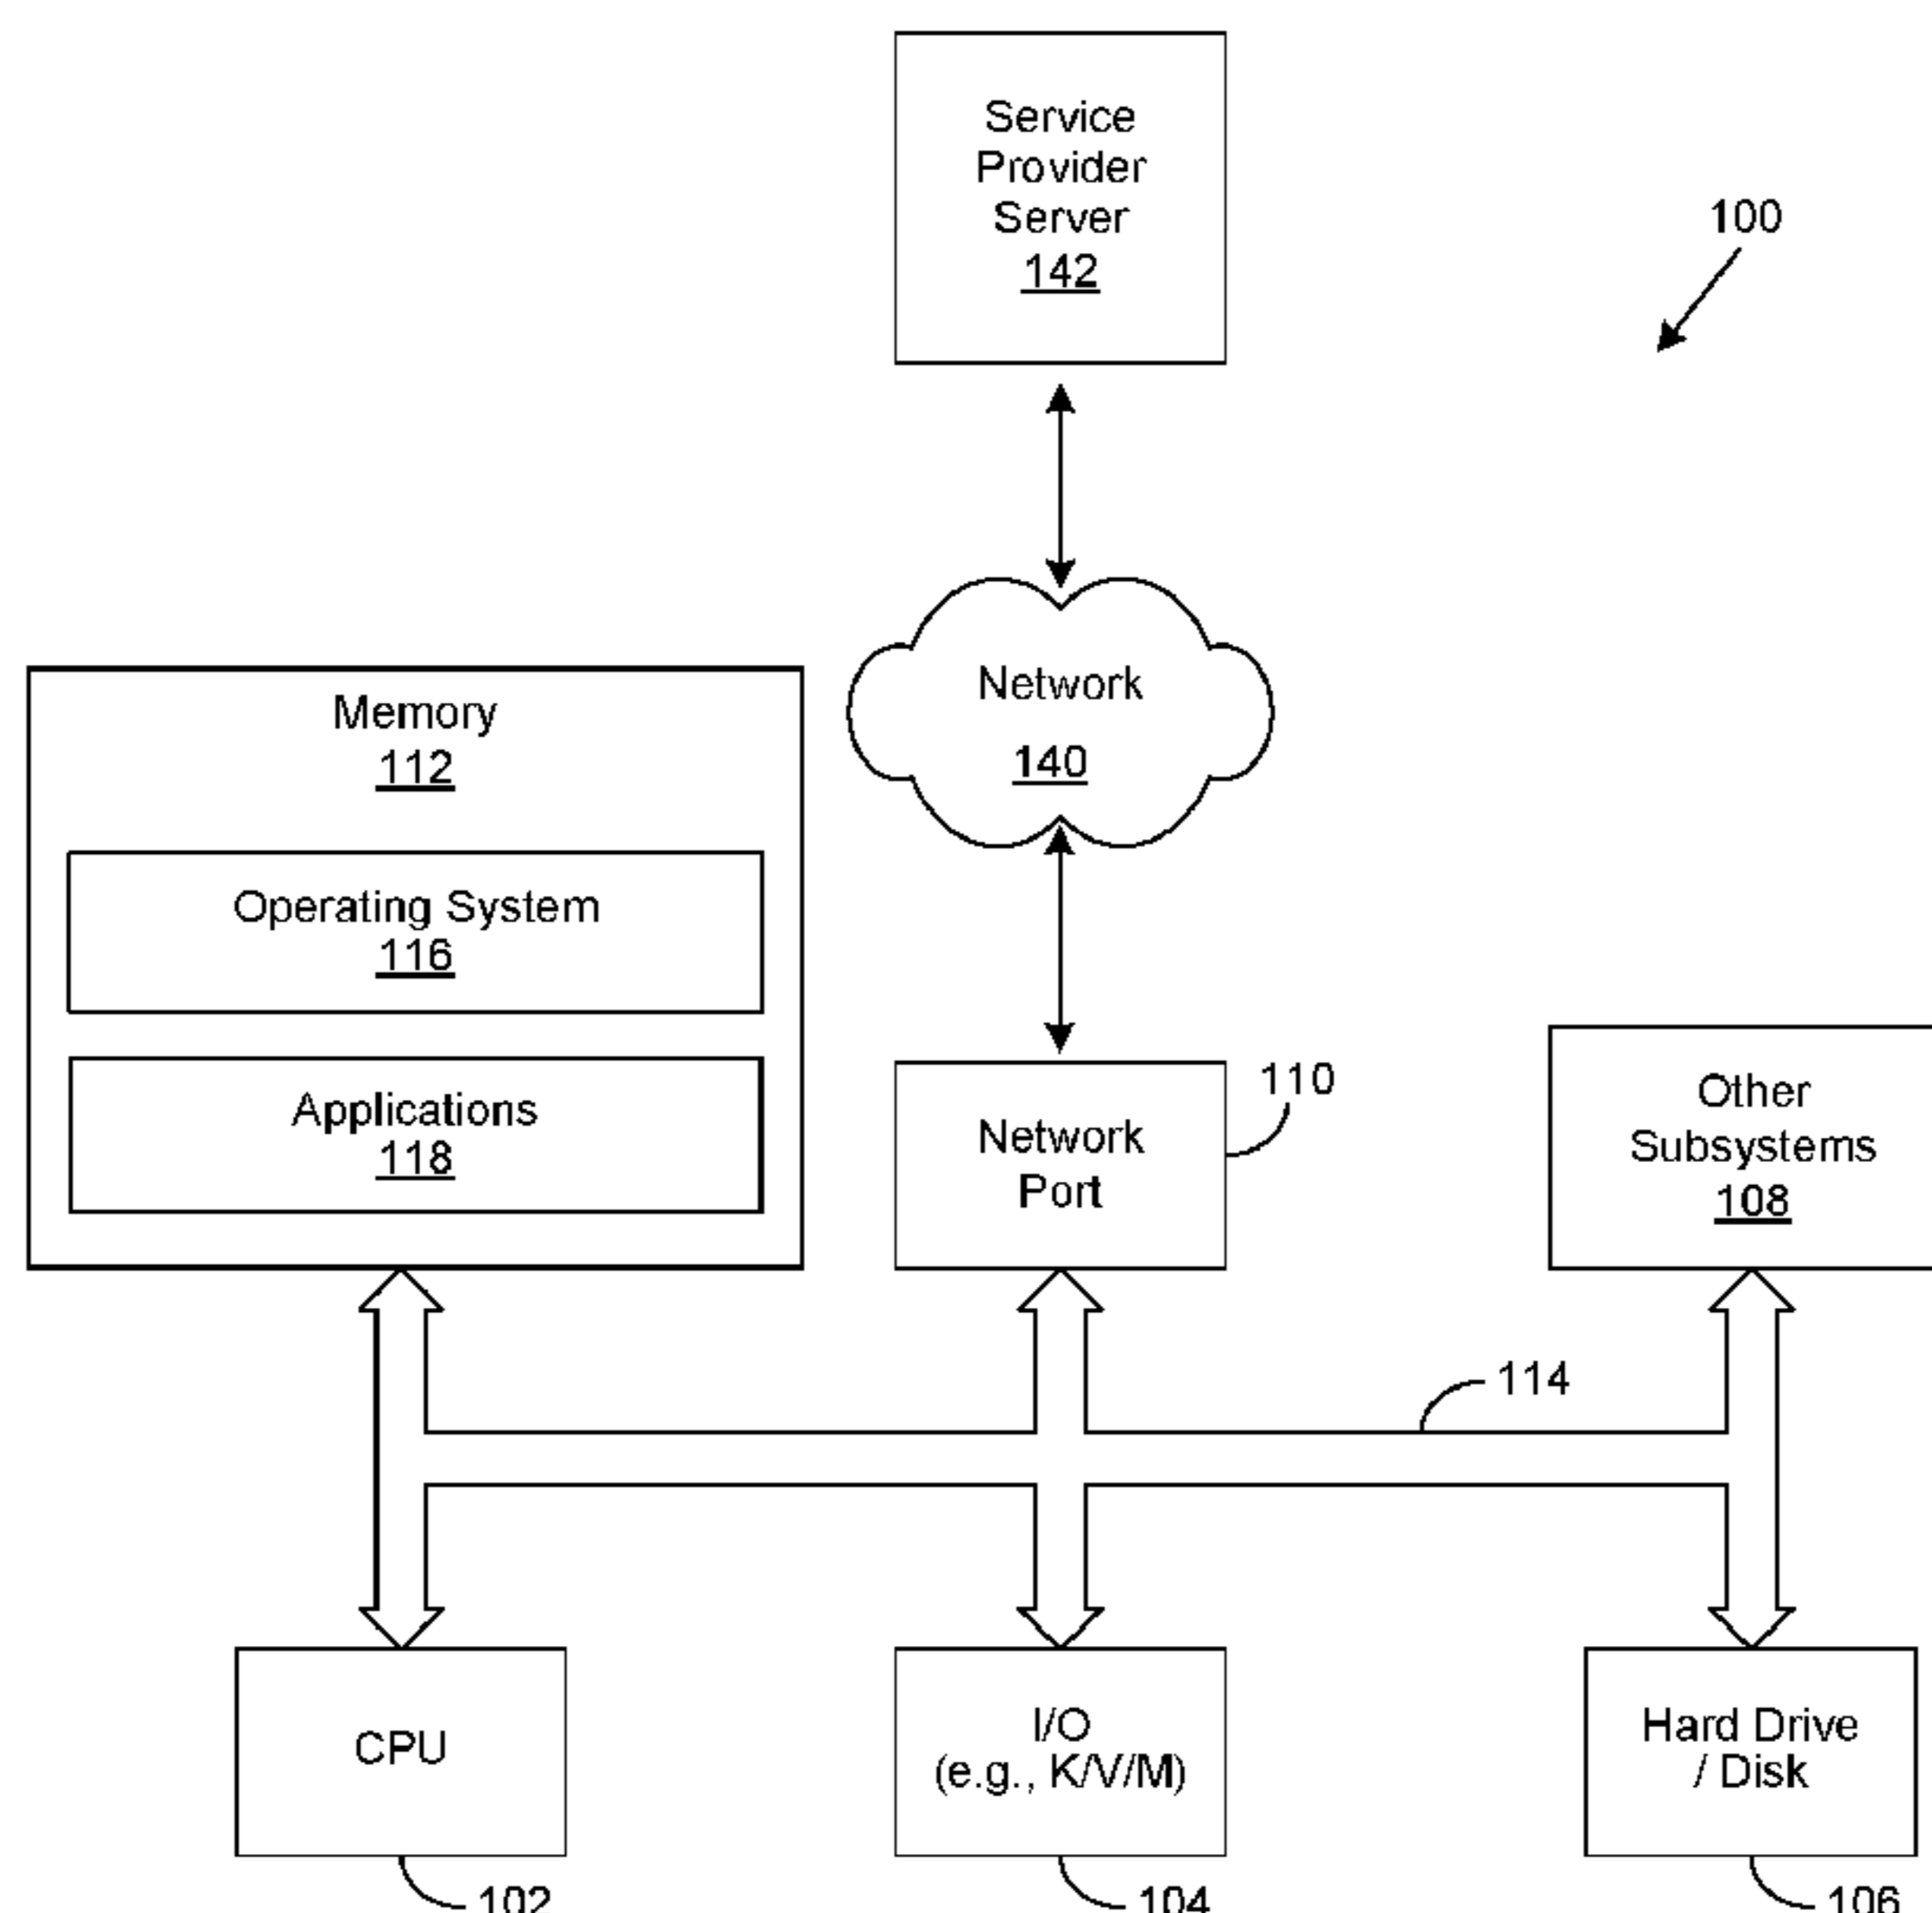 Service
Provider
Server
142
100
Network
140
Memory
112
Operating System
116
Applications
118
Network
Port
110
Other
Subsystems
108
114
CPU
102
I/O
(e.g., K/V/M)
104
Hard Drive
/ Disk
106